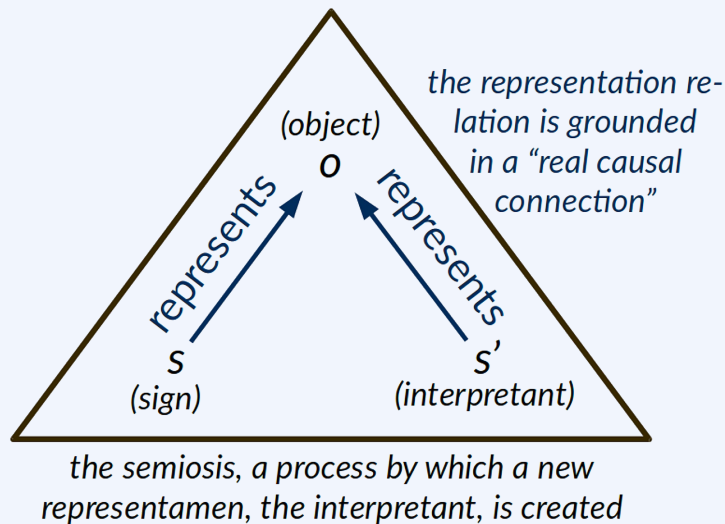 the representation re-
lation is grounded
in a “real causal
connection”
(object)
o
represents
represents
s
(sign)
s’
(interpretant)
the semiosis, a process by which a new
representamen, the interpretant, is created